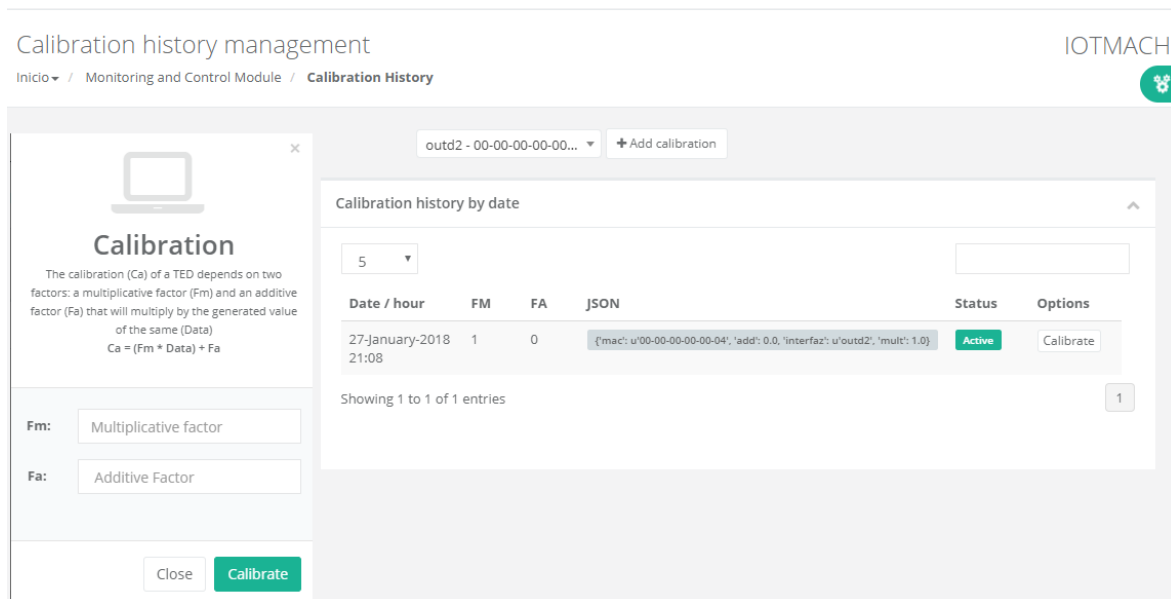 Calibration history management
IOTMACH
Inicio / Monitoring and Control Module / Calibration History
×
Calibration
The calibration (Ca) of a TED depends on two
factors: a multiplicative factor (Fm) and an additive
factor (Fa) that will multiply by the generated value
of the same (Data)
Ca = (Fm * Data) + Fa
Fm: Multiplicative factor
Fa: Additive Factor
Close Calibrate
outd2 - 00-00-00-00-00... + Add calibration
Calibration history by date
5
Date / hour FM FA JSON Status Options
27-January-2018 1 0 {'mac': u'00-00-00-00-00-04', 'add': 0.0, 'interfaz': u'outd2', 'mult': 1.0} Active Calibrate
21:08
Showing 1 to 1 of 1 entries
1